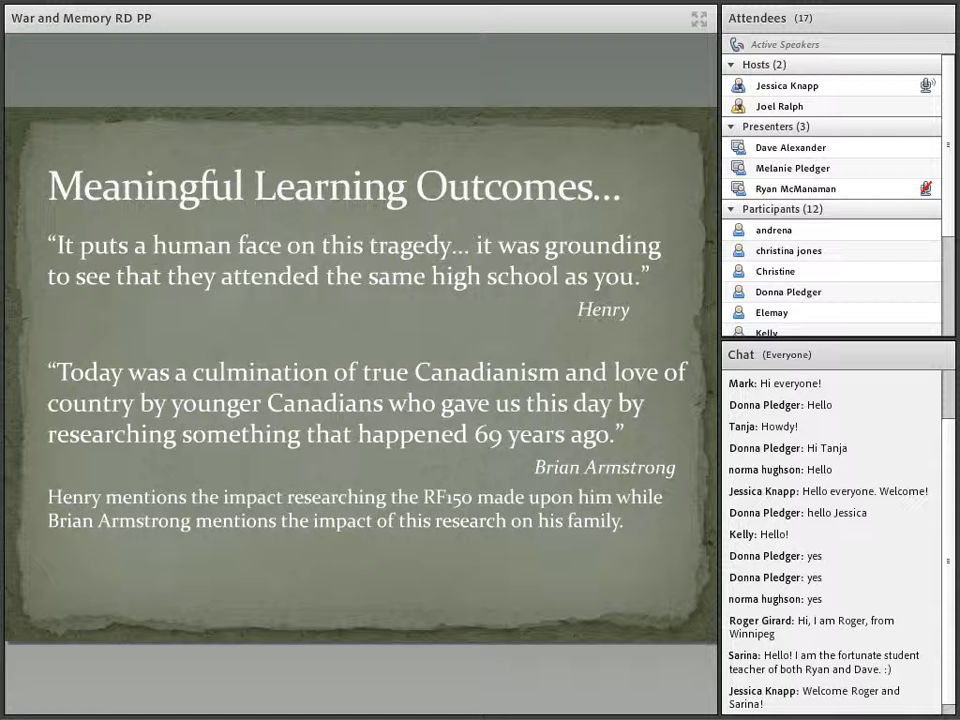 War and Memory RD PP
Meaningful Learning Outcomes...
“It puts a human face on this tragedy... it was grounding
to see that they attended the same high school as you.”
Henry
“Today was a culmination of true Canadianism and love of
country by younger Canadians who gave us this day by
researching something that happened 69 years ago.”
Brian Armstrong
Henry mentions the impact researching the RF150 made upon him while
Brian Armstrong mentions the impact of this research on his family.
Attendees (17)
Active Speakers
Hosts (2)
Jessica Knapp
Joel Ralph
Presenters (3)
Dave Alexander
Melanie Pledger
Ryan McManaman
Participants (12)
andrena
christina jones
Christine
Donna Pledger
Elemay
Kelly
Chat (Everyone)
Mark: Hi everyone!
Donna Pledger: Hello
Tanja: Howdy!
Donna Pledger: Hi Tanja
norma hughson: Hello
Jessica Knapp: Hello everyone. Welcome!
Donna Pledger: hello Jessica
Kelly: Hello!
Donna Pledger: yes
Donna Pledger: yes
norma hughson: yes
Roger Girard: Hi, I am Roger, from
Winnipeg
Sarina: Hello! I am the fortunate student
teacher of both Ryan and Dave. :)
Jessica Knapp: Welcome Roger and
Sarina!